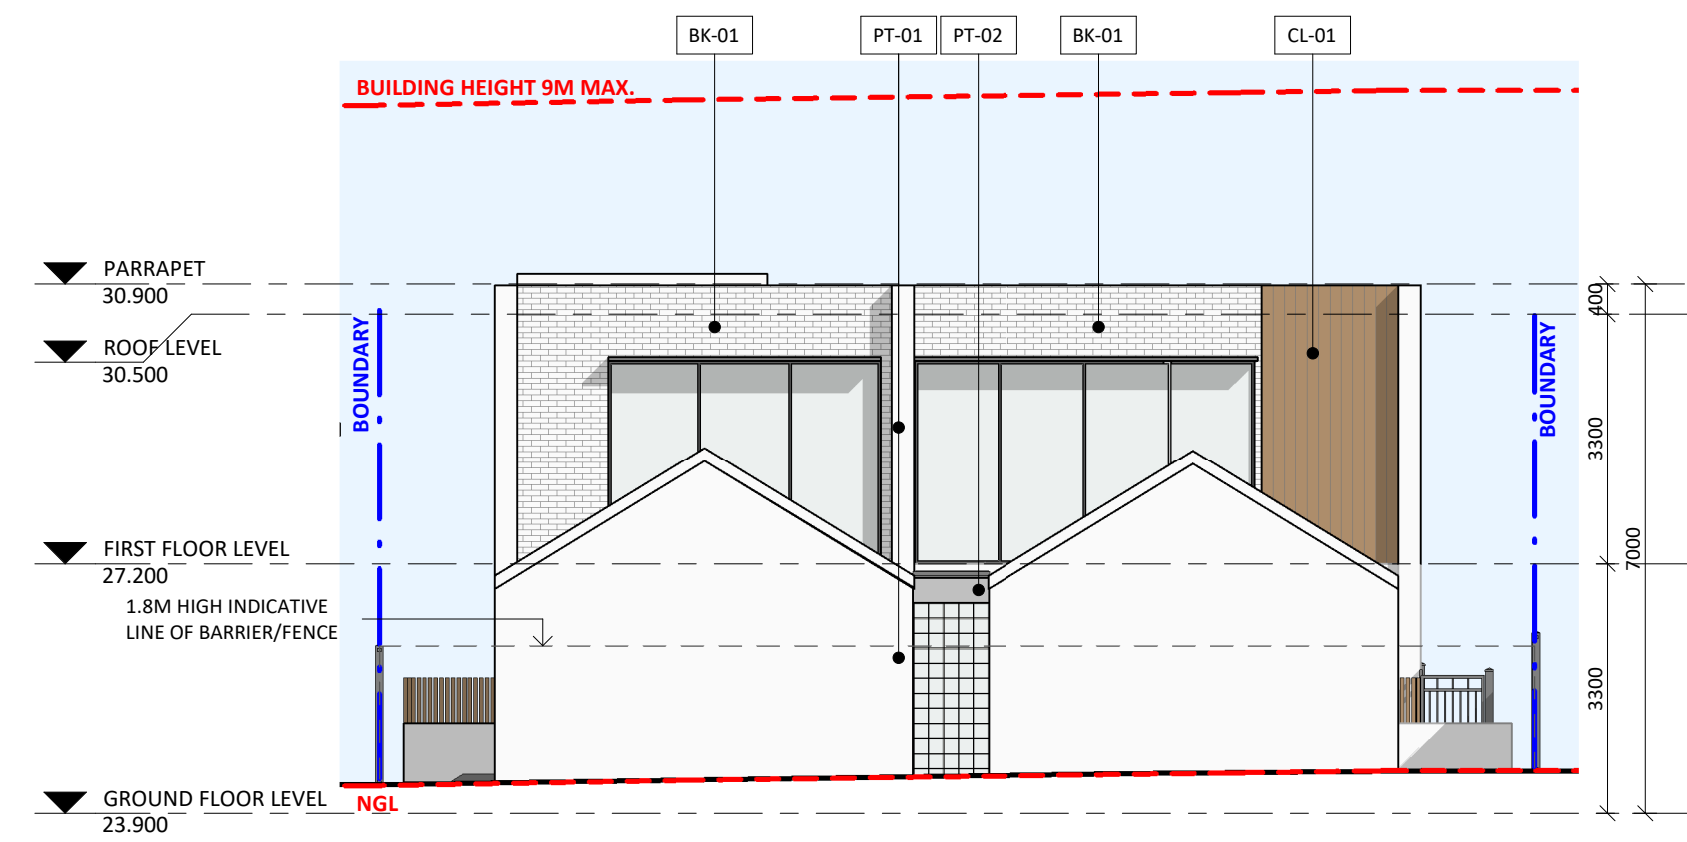 BK-01
PT-01
PT-02
BK-01
CL-01
BUILDING HEIGHT 9M MAX.
PARRAPET
30.900
ROOF LEVEL
30.500
BOUNDARY
BOUNDARY
400
3300
7000
FIRST FLOOR LEVEL
27.200
1.8M HIGH INDICATIVE
LINE OF BARRIER/FENCE
3300
GROUND FLOOR LEVEL
23.900
NGL